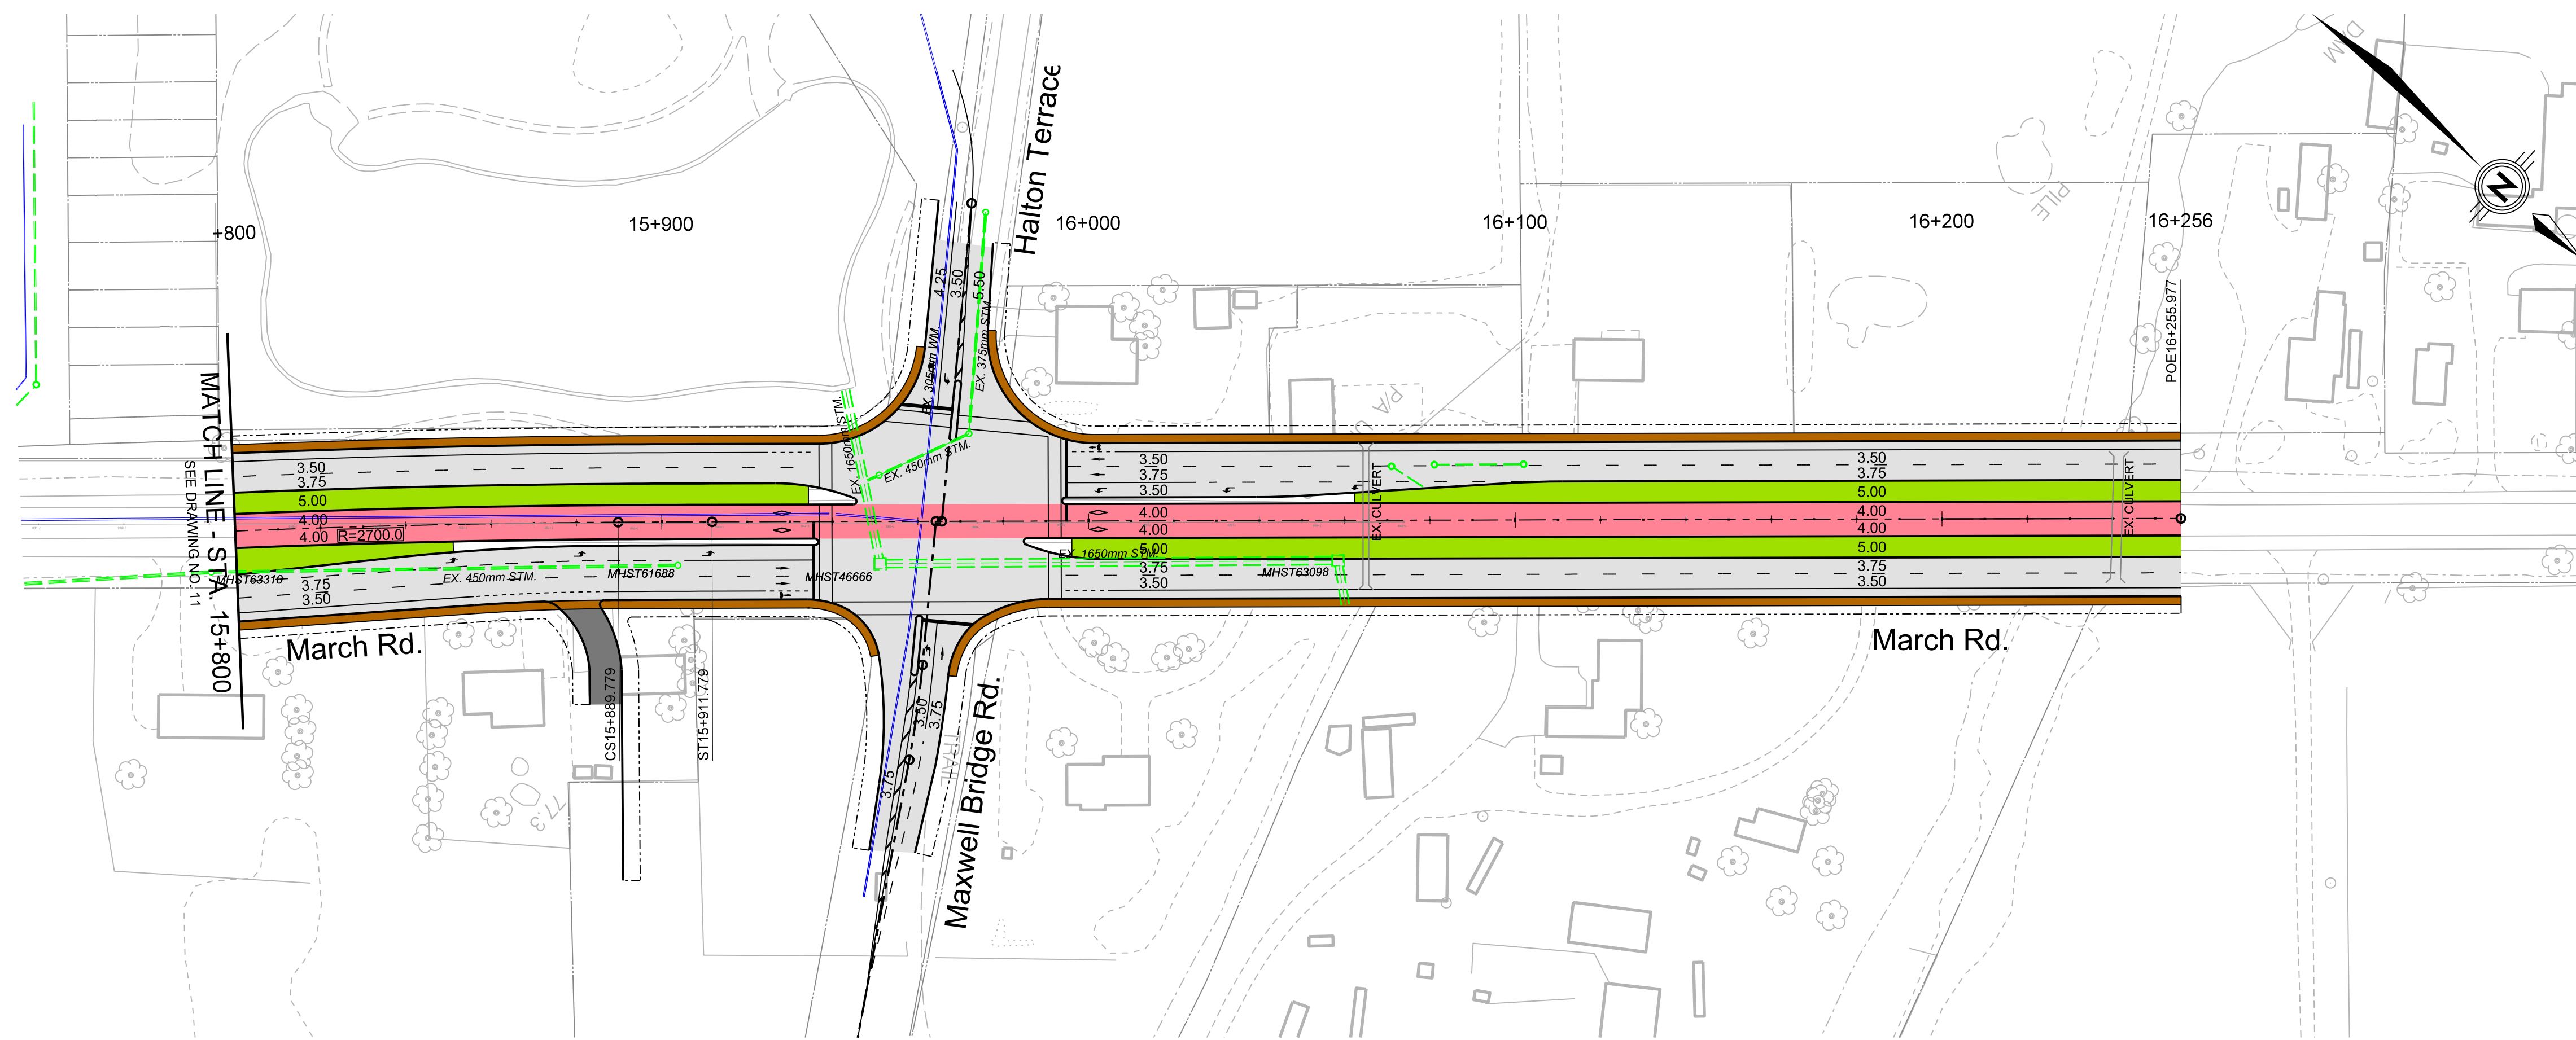 DAM
N
PILE
+800
15+900
16+000
16+100
16+200
16+256
Halton Terrace
4.25
3.50
5.50
EX. 305mm WM.
EX. 375mm STM.
POE16+255.977
MATCH LINE - STA. 15+800
SEE DRAWING NO. 11
EX. 1650mm STM.
EX. 450mm STM.
3.50
3.75
5.00
4.00
4.00
R=2700.0
3.75
3.50
3.50
3.75
3.50
4.00
4.00
5.00
3.75
3.50
EX. 1650mm STM.
EX. CULVERT
3.50
3.75
5.00
4.00
4.00
5.00
3.75
3.50
EX. CULVERT
MHST63310
EX. 450mm STM.
MHST61688
MHST46666
MHST63098
March Rd.
March Rd.
CS15+889.779
ST15+911.779
3.50
3.75
3.75
Maxwell Bridge Rd.